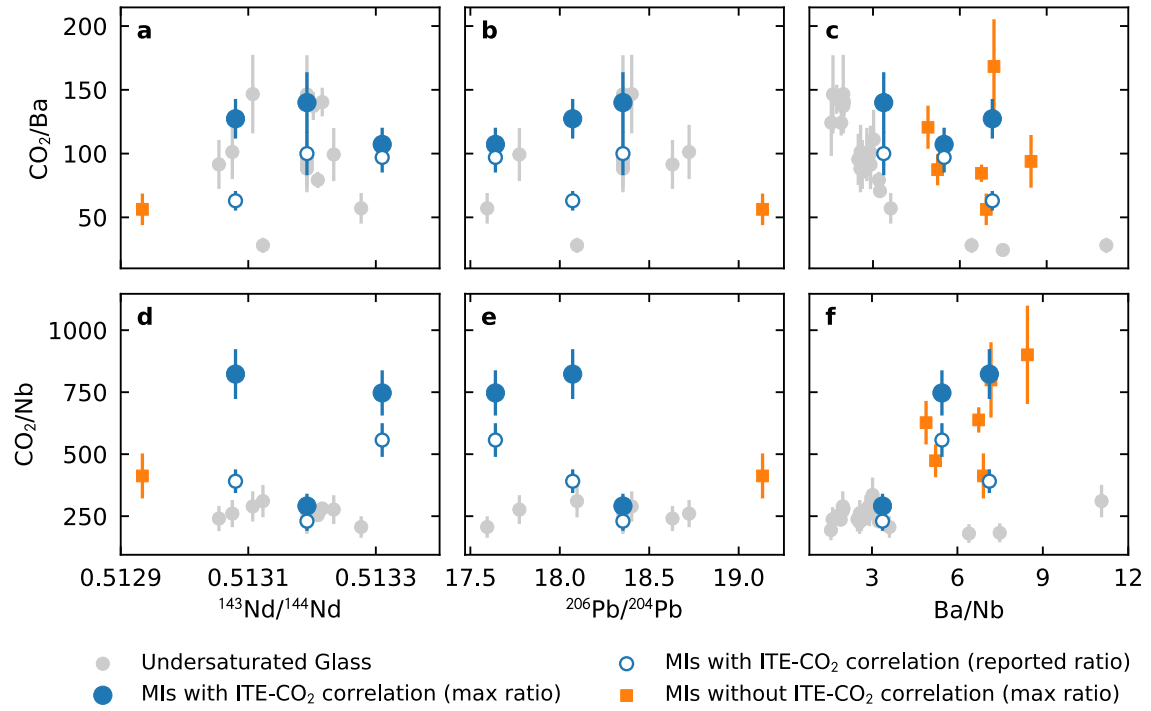 a b c
200
150
100
50
CO₂/Ba
d e f
1000
750
500
250
CO₂/Nb
0.5129 0.5131 0.5133 17.5 18.0 18.5 19.0 3 6 9 12
¹⁴³Nd/¹⁴⁴Nd ²⁰⁶Pb/²⁰⁴Pb Ba/Nb
Undersaturated Glass
MIs with ITE-CO₂ correlation (max ratio)
MIs with ITE-CO₂ correlation (reported ratio)
MIs without ITE-CO₂ correlation (max ratio)